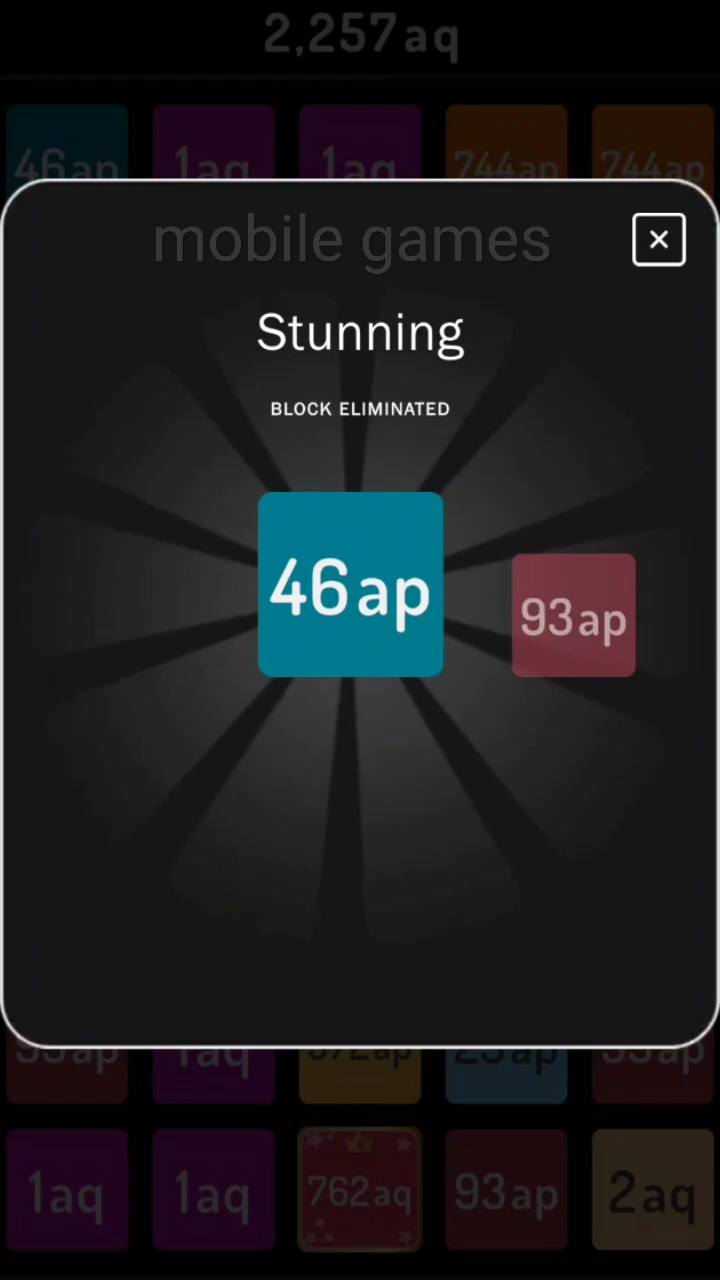 2,257aq
46ap 1aq 1aq 744ap 744ap
mobile games
Stunning
BLOCK ELIMINATED
46ap
93ap
1aq
1aq 1aq 762aq 93ap 2aq